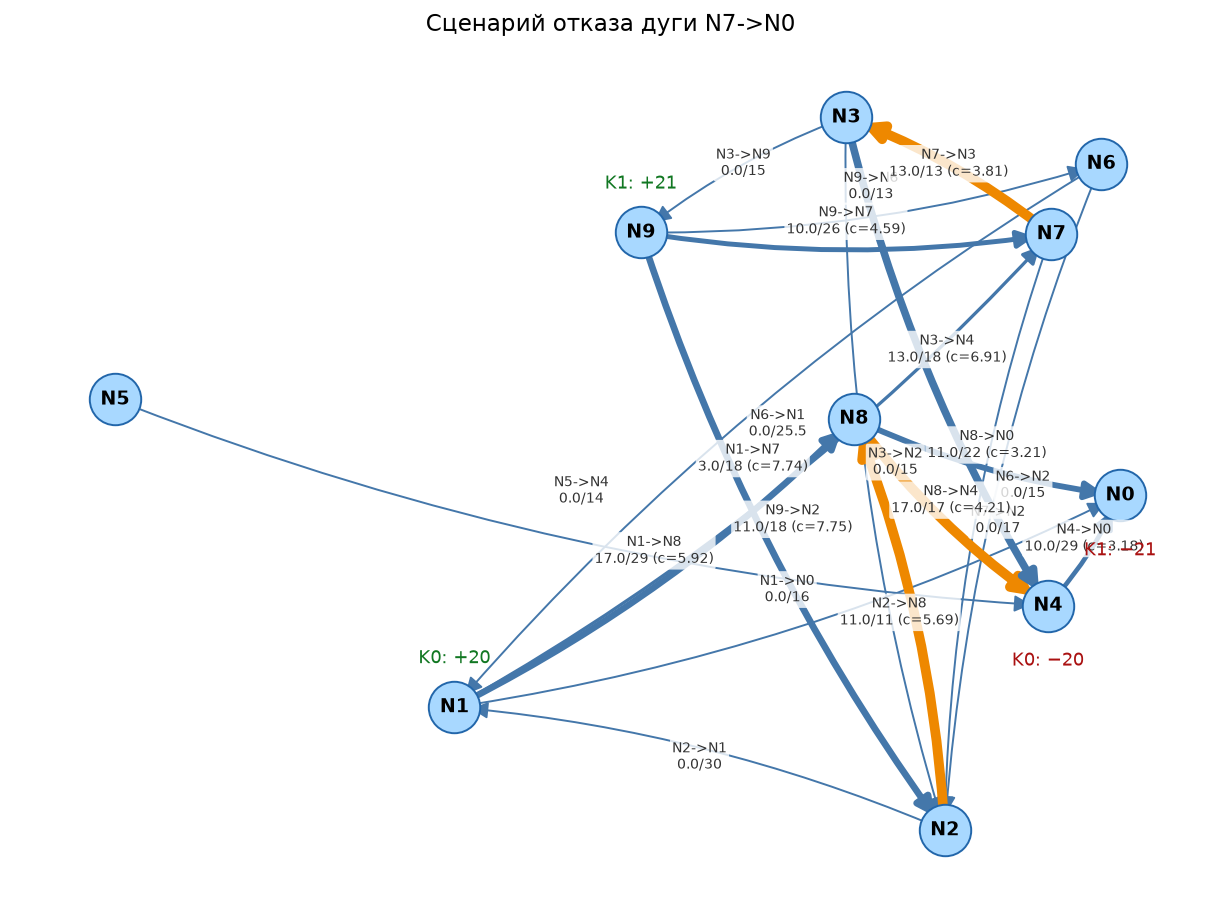 Сценарий отказа дуги N7->N0
N3
N7->N3
13.0/13 (c=3.81)
N3->N9
0.0/15
N6
K1: +21
0.0/13
N9->N7
10.0/26 (c=4.59)
N9
N7
N3->N4
13.0/18 (c=6.91)
N5
N8
N6->N1
0.0/25.5
N8->N0
11.0/22 (c=3.21)
N1->N7
3.0/18 (c=7.74)
N3->N2
0.0/15
N6->N2
0.0/15
N5->N4
0.0/14
N8->N4
17.0/17 (c=4.21)
N0
N9->N2
11.0/18 (c=7.75)
0.0/17
N4->N0
10.0/29 (c=3.18)
K1: −21
N1->N8
17.0/29 (c=5.92)
N1->N0
0.0/16
N2->N8
11.0/11 (c=5.69)
N4
K0: +20
K0: −20
N1
N2->N1
0.0/30
N2